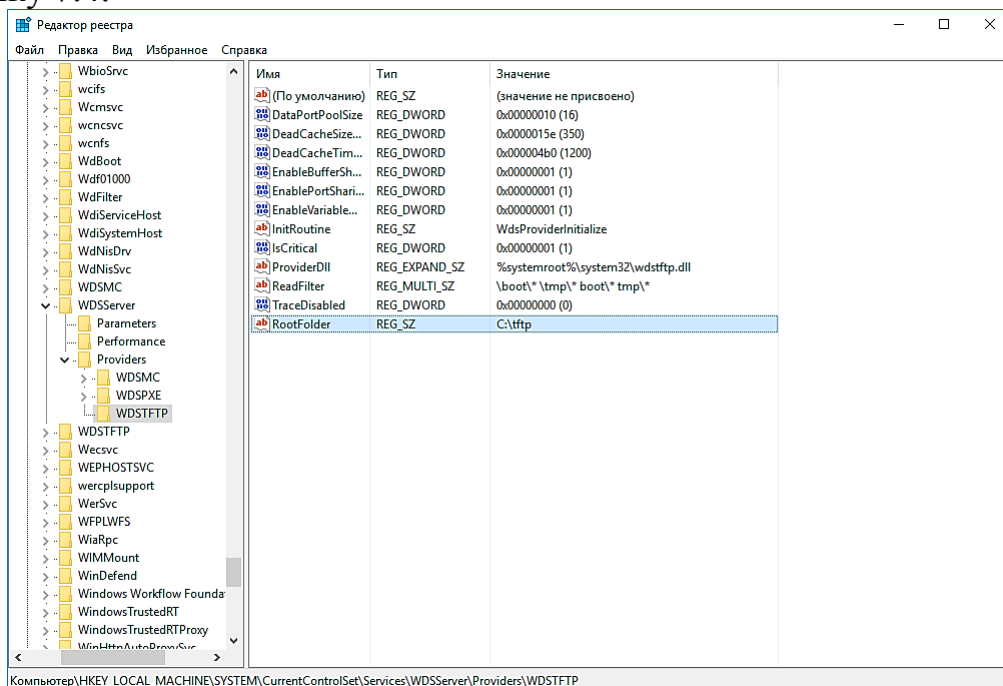 Редактор реестра
Файл Правка Вид Избранное Справка
WbioSrvc
wcifs
Wcmsvc
wcncsvc
wcnfs
WdBoot
Wdf01000
WdFilter
WdiServiceHost
WdiSystemHost
WdNisDrv
WdNisSvc
WDSMC
WDSServer
Parameters
Performance
Providers
WDSMC
WDSPXE
WDSTFTP
WDSTFTP
Wecsvc
WEPHOSTSVC
wercplsupport
WerSvc
WFPLWFS
WiaRpc
WIMMount
WinDefend
Windows Workflow Founda
WindowsTrustedRT
WindowsTrustedRTProxy
WinHttpAutoProxySvc
Имя Тип Значение
(По умолчанию) REG_SZ (значение не присвоено)
DataPortPoolSize REG_DWORD 0x00000010 (16)
DeadCacheSize... REG_DWORD 0x0000015e (350)
DeadCacheTim... REG_DWORD 0x000004b0 (1200)
EnableBufferSh... REG_DWORD 0x00000001 (1)
EnablePortShari... REG_DWORD 0x00000001 (1)
EnableVariable... REG_DWORD 0x00000001 (1)
InitRoutine REG_SZ WdsProviderInitialize
IsCritical REG_DWORD 0x00000001 (1)
ProviderDll REG_EXPAND_SZ %systemroot%\system32\wdstftp.dll
ReadFilter REG_MULTI_SZ \boot\* \tmp\* boot\* tmp\*
TraceDisabled REG_DWORD 0x00000000 (0)
RootFolder REG_SZ C:\tftp
Компьютер\HKEY_LOCAL_MACHINE\SYSTEM\CurrentControlSet\Services\WDSServer\Providers\WDSTFTP